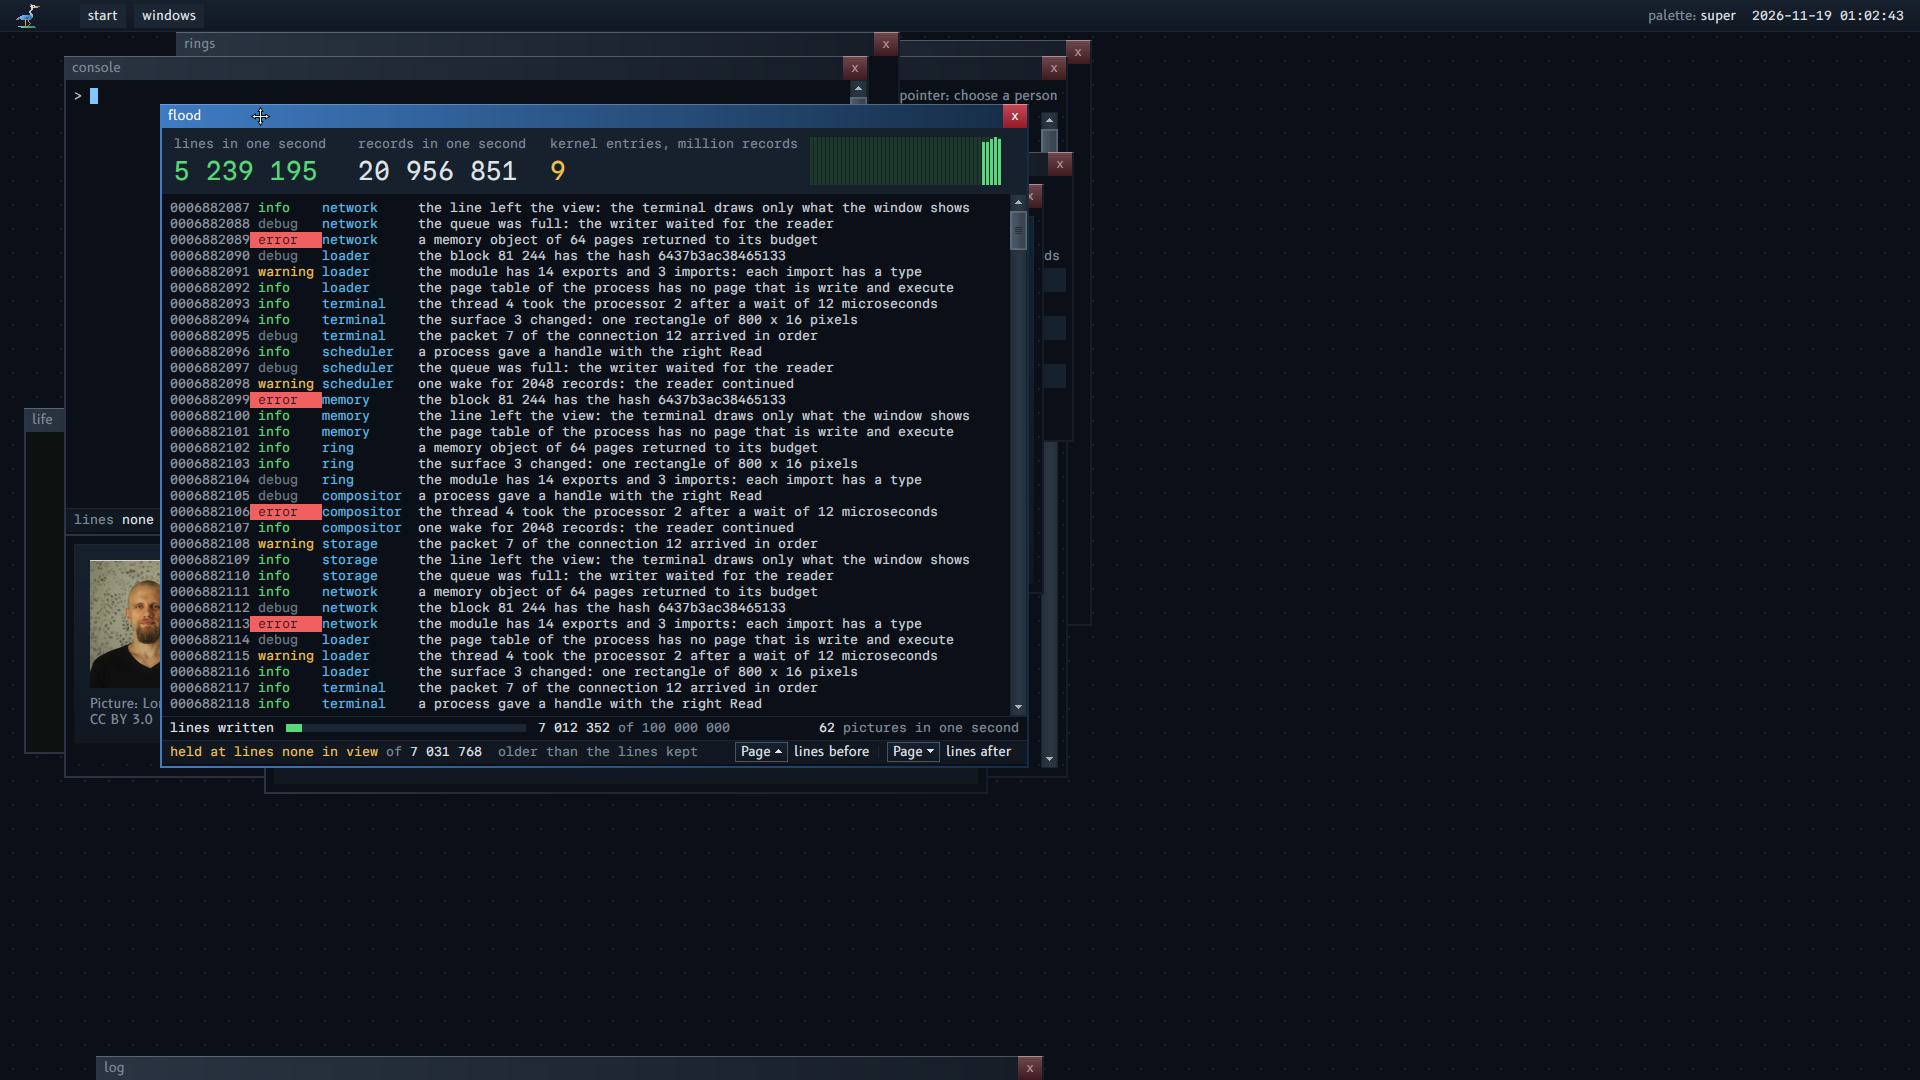 start windows palette: super 2026-11-19 01:02:43
rings x
x
console x
x
> pointer: choose a person
flood x
lines in one second records in one second kernel entries, million records
5 239 195 20 956 851 9
x
x
0006882087 info network the line left the view: the terminal draws only what the window shows
0006882088 debug network the queue was full: the writer waited for the reader
0006882089 error network a memory object of 64 pages returned to its budget
0006882090 debug loader the block 81 244 has the hash 6437b3ac38465133
ds
0006882091 warning loader the module has 14 exports and 3 imports: each import has a type
0006882092 info loader the page table of the process has no page that is write and execute
0006882093 info terminal the thread 4 took the processor 2 after a wait of 12 microseconds
0006882094 info terminal the surface 3 changed: one rectangle of 800 x 16 pixels
0006882095 debug terminal the packet 7 of the connection 12 arrived in order
0006882096 info scheduler a process gave a handle with the right Read
0006882097 debug scheduler the queue was full: the writer waited for the reader
0006882098 warning scheduler one wake for 2048 records: the reader continued
0006882099 error memory the block 81 244 has the hash 6437b3ac38465133
0006882100 info memory the line left the view: the terminal draws only what the window shows
life
0006882101 info memory the page table of the process has no page that is write and execute
0006882102 info ring a memory object of 64 pages returned to its budget
0006882103 info ring the surface 3 changed: one rectangle of 800 x 16 pixels
0006882104 debug ring the module has 14 exports and 3 imports: each import has a type
0006882105 debug compositor a process gave a handle with the right Read
0006882106 error compositor the thread 4 took the processor 2 after a wait of 12 microseconds
lines none
0006882107 info compositor one wake for 2048 records: the reader continued
0006882108 warning storage the packet 7 of the connection 12 arrived in order
0006882109 info storage the line left the view: the terminal draws only what the window shows
0006882110 info storage the queue was full: the writer waited for the reader
0006882111 info network a memory object of 64 pages returned to its budget
0006882112 debug network the block 81 244 has the hash 6437b3ac38465133
0006882113 error network the module has 14 exports and 3 imports: each import has a type
0006882114 debug loader the page table of the process has no page that is write and execute
0006882115 warning loader the thread 4 took the processor 2 after a wait of 12 microseconds
0006882116 info loader the surface 3 changed: one rectangle of 800 x 16 pixels
0006882117 info terminal the packet 7 of the connection 12 arrived in order
0006882118 info terminal a process gave a handle with the right Read
Picture: Lo
CC BY 3.0
lines written 7 012 352 of 100 000 000 62 pictures in one second
held at lines none in view of 7 031 768 older than the lines kept Page lines before Page lines after
log x